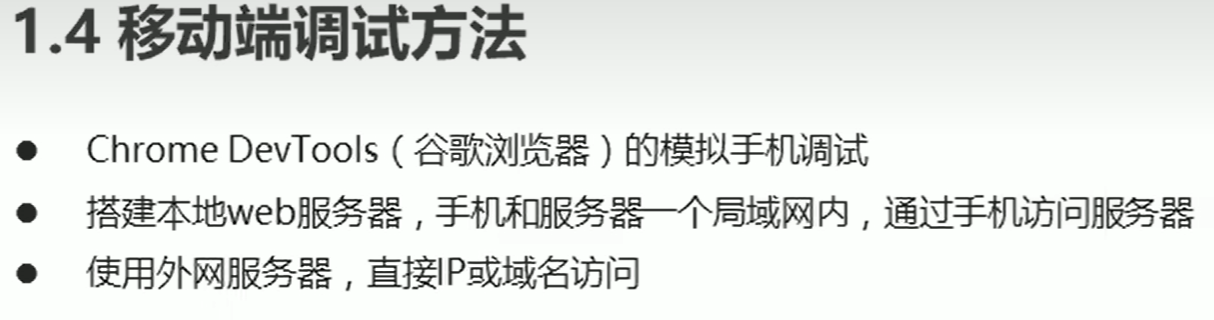 1.4 移动端调试方法
● Chrome DevTools（谷歌浏览器）的模拟手机调试
● 搭建本地web服务器，手机和服务器一个局域网内，通过手机访问服务器
● 使用外网服务器，直接IP或域名访问